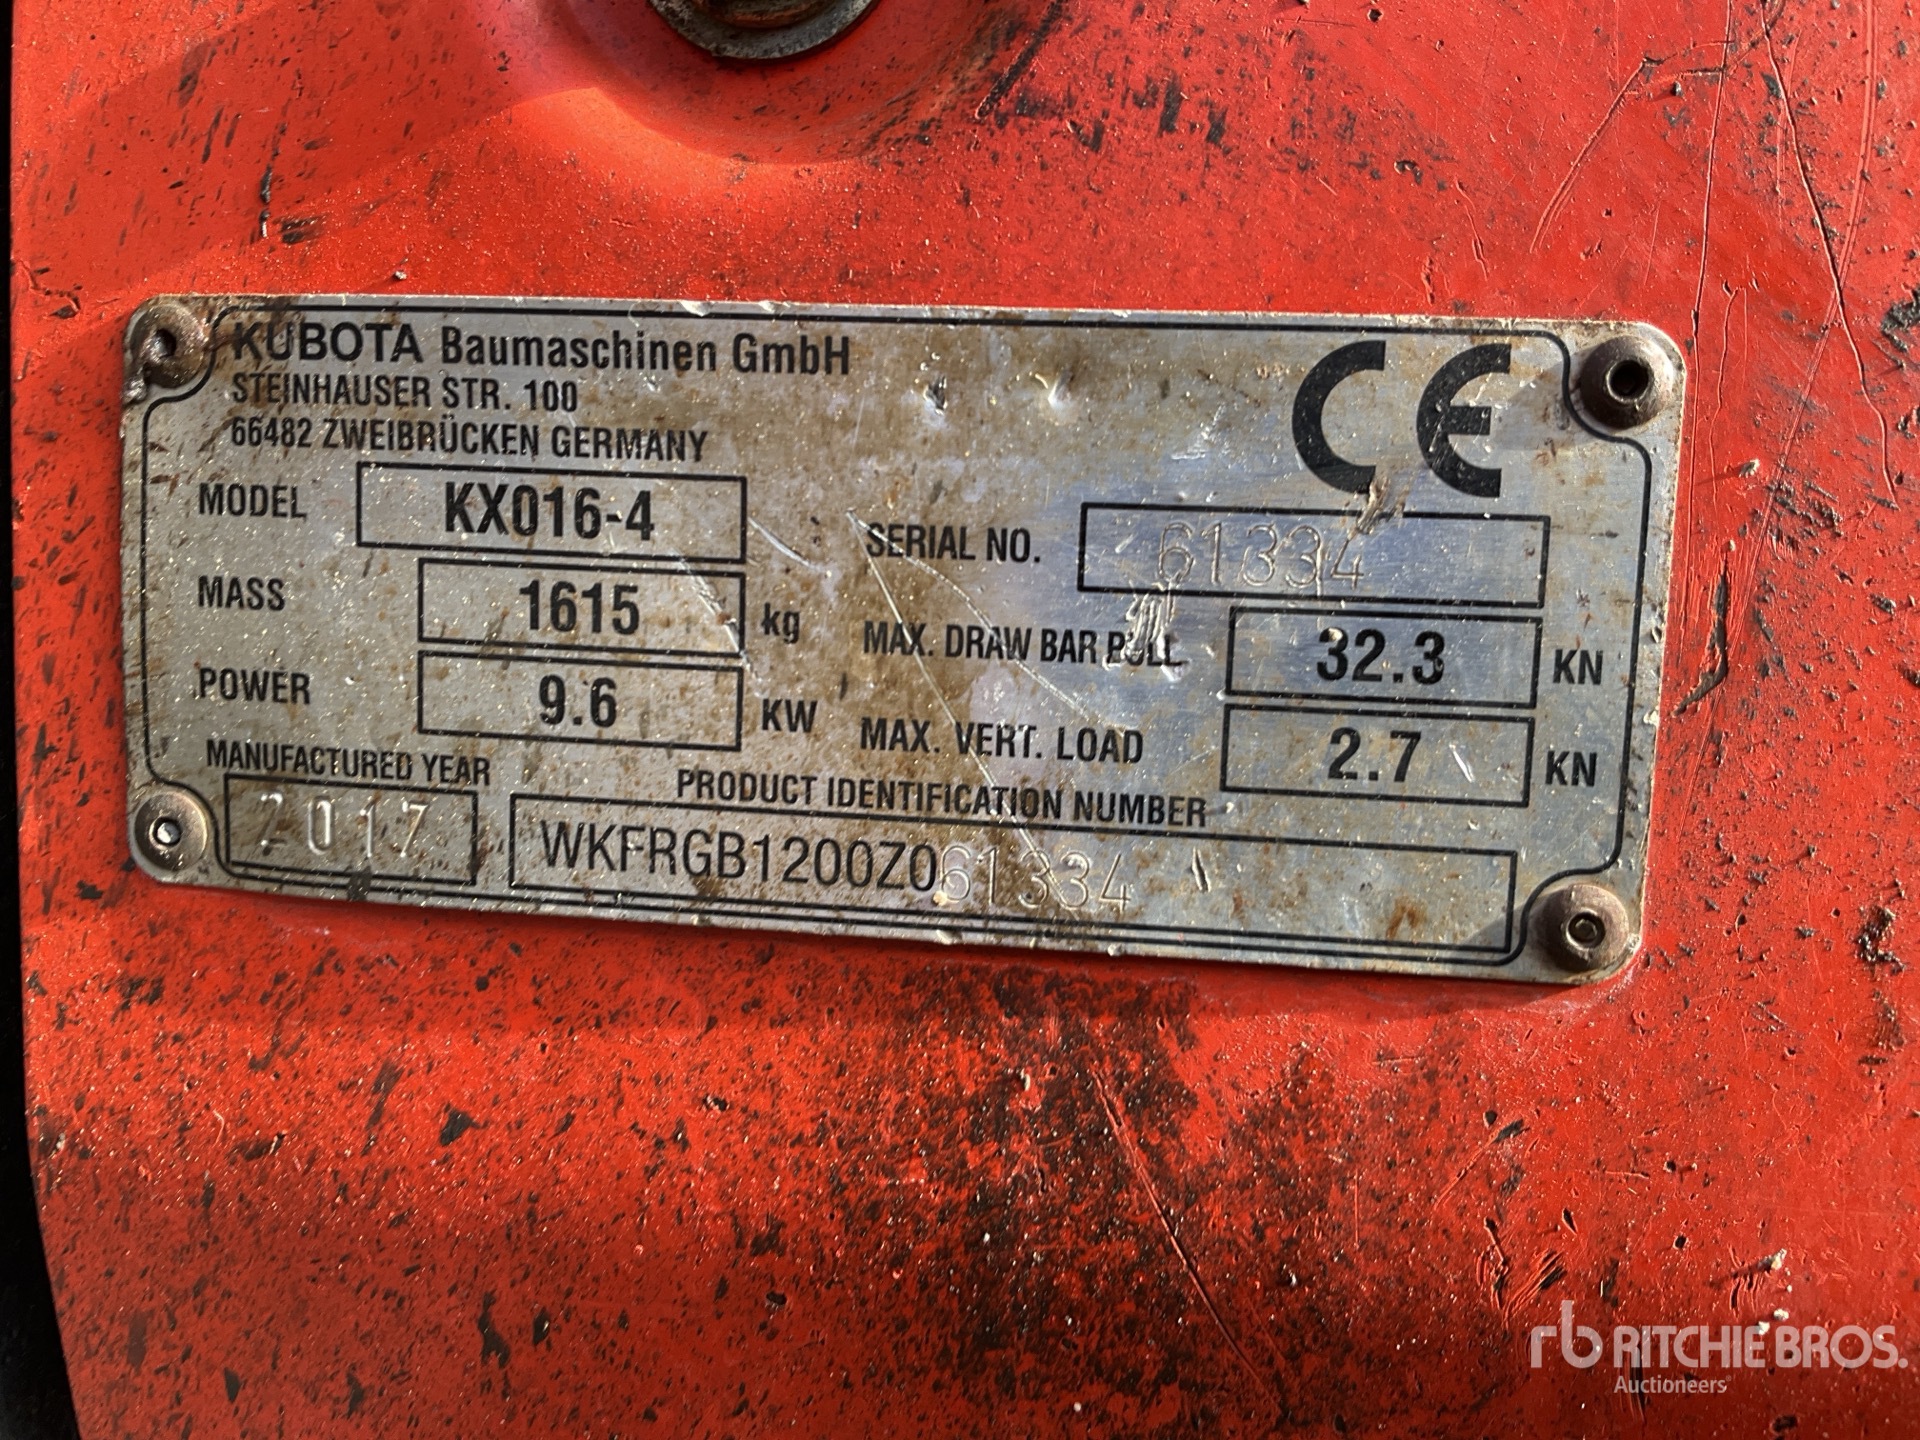 KUBOTA Baumaschinen GmbH
STEINHAUSER STR. 100
66482 ZWEIBRÜCKEN GERMANY
CE
MODEL KX016-4
MASS 1615 kg
POWER 9.6 KW
SERIAL NO. 61334
MAX. DRAW BAR PULL 32.3 KN
MAX. VERT. LOAD 2.7 KN
MANUFACTURED YEAR
2017
PRODUCT IDENTIFICATION NUMBER
WKFRGB1200Z061334
rb RITCHIE BROS.
Auctioneers